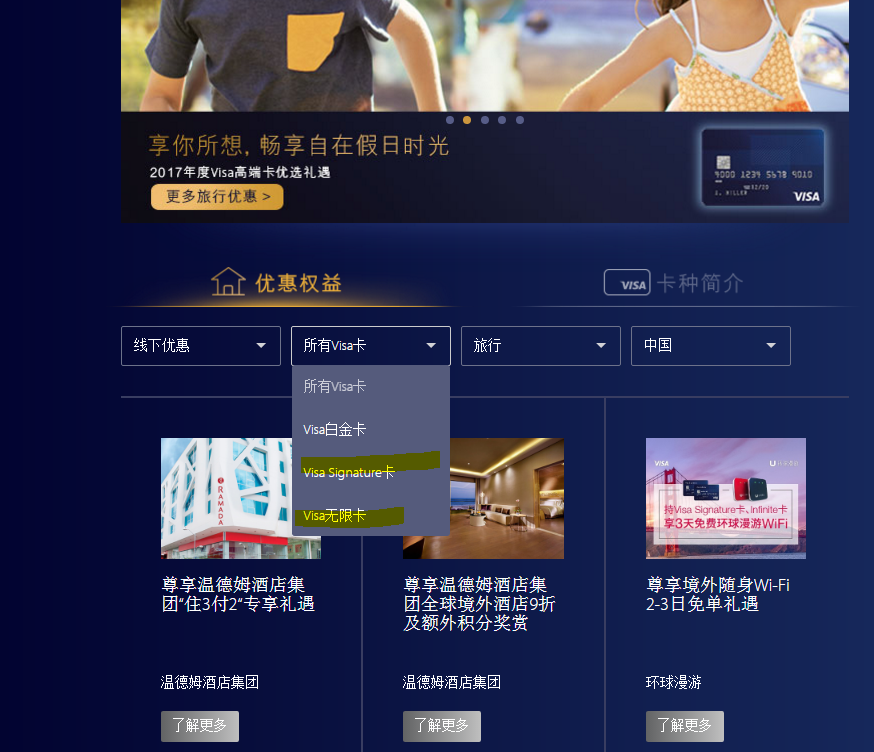 享你所想, 畅享自在假日时光
2017年度Visa高端卡优选礼遇
更多旅行优惠 >
9000 1234 5678 9010
VISA
优惠权益
VISA 卡种简介
线下优惠
所有Visa卡
旅行
中国
所有Visa卡
Visa白金卡
Visa Signature卡
Visa无限卡
RAMADA
VISA
持Visa Signature卡、infinite卡
享3天免费环球漫游WiFi
尊享温德姆酒店集
团“住3付2”专享礼遇
尊享温德姆酒店集
团全球境外酒店9折
及额外积分奖赏
尊享境外随身Wi-Fi
2-3日免单礼遇
温德姆酒店集团
温德姆酒店集团
环球漫游
了解更多
了解更多
了解更多